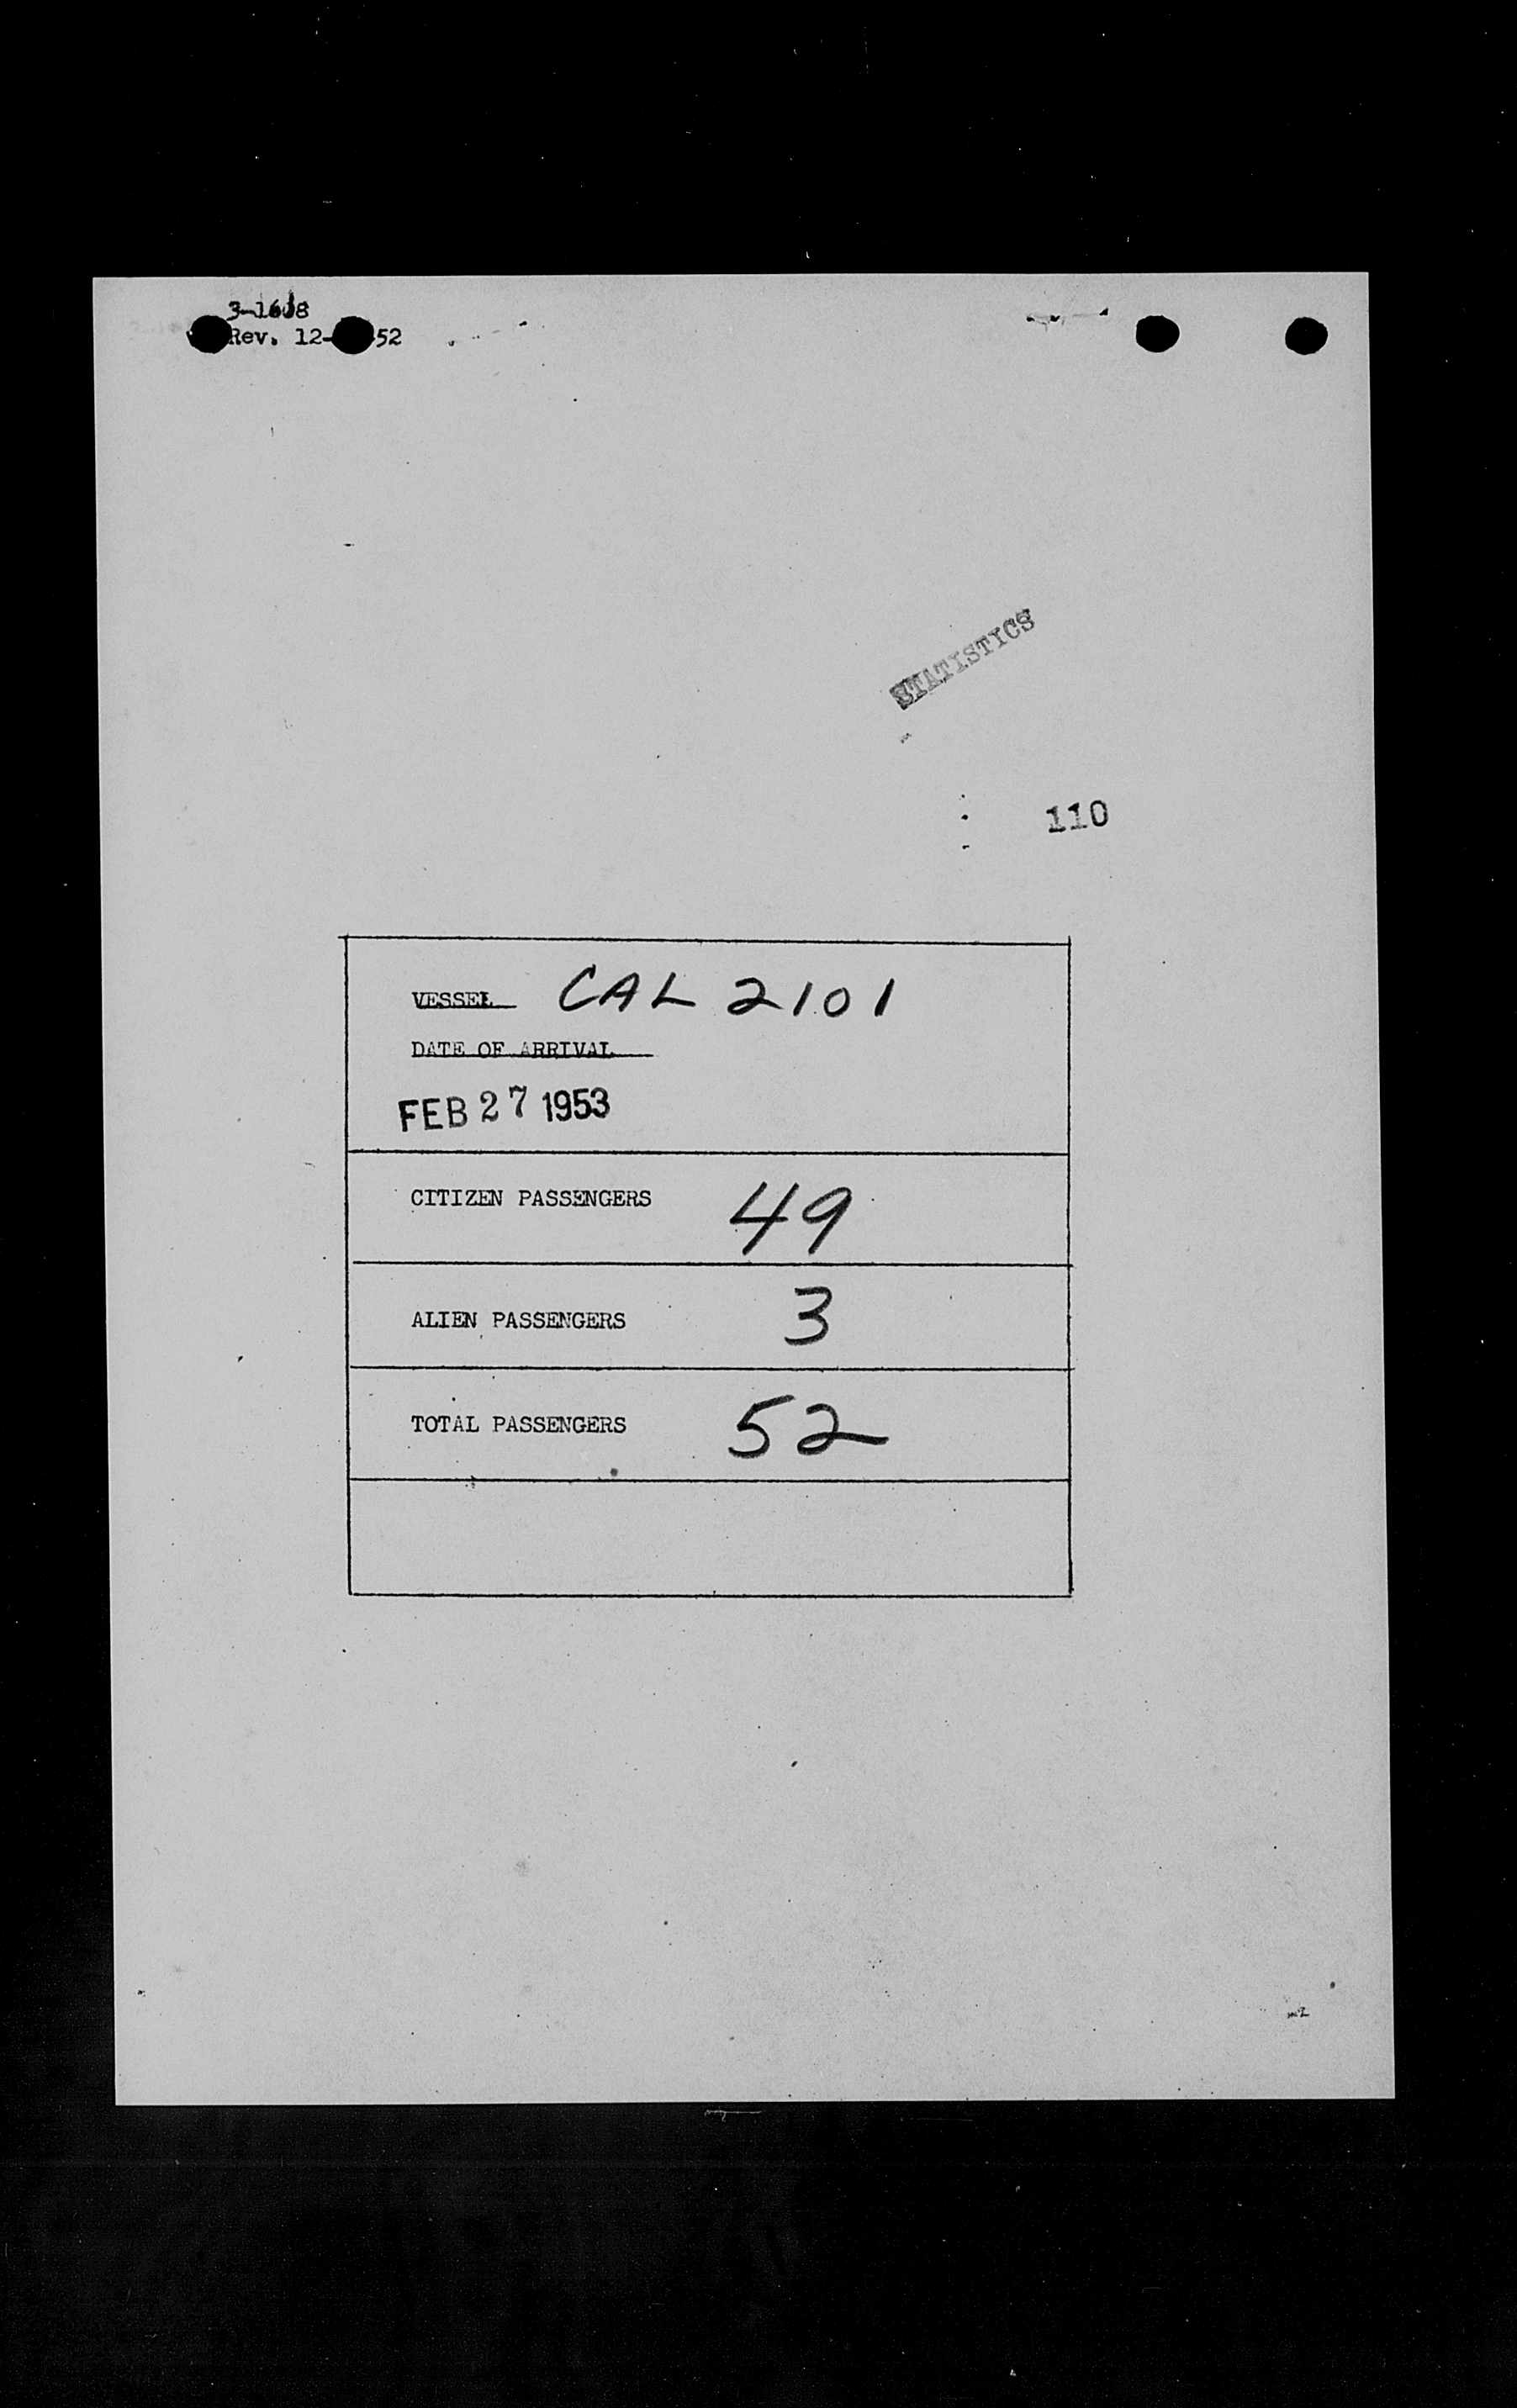 3-1608
Rev. 12- 52
STATISTICS
110
VESSEL CAL 2101
DATE OF ARRIVAL
FEB 27 1953
CITIZEN PASSENGERS 49
ALIEN PASSENGERS 3
TOTAL PASSENGERS 52